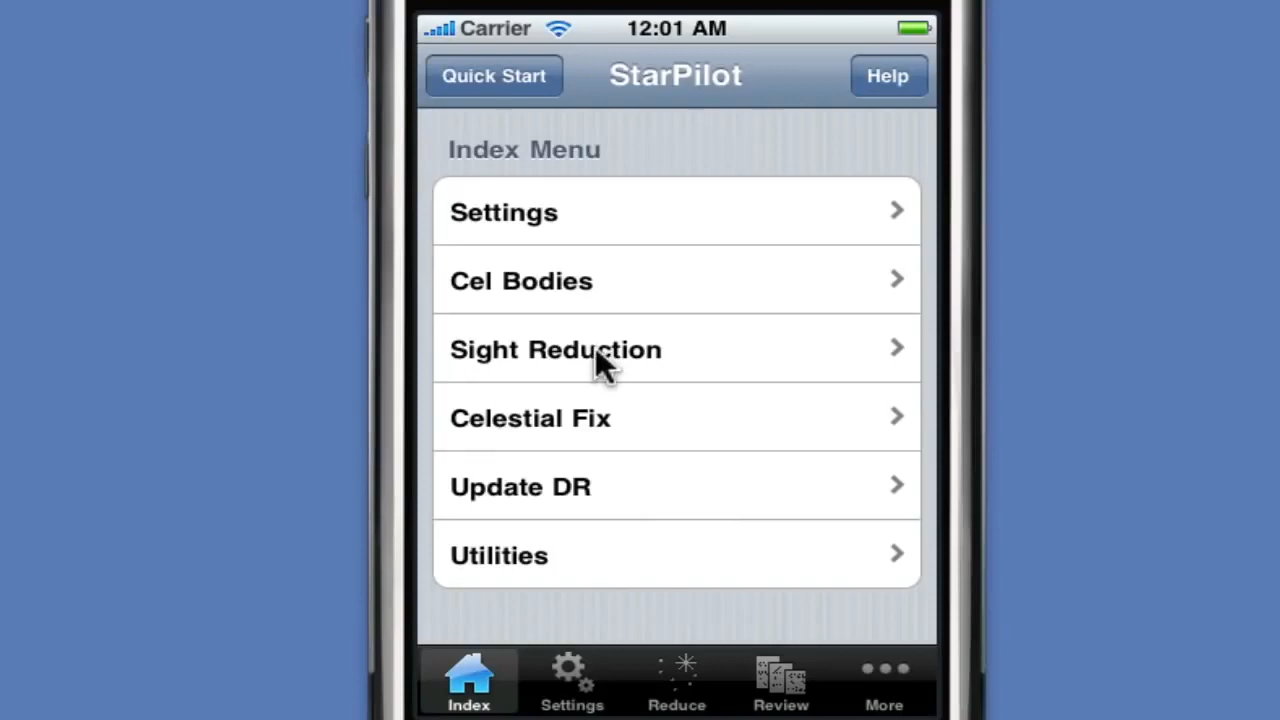 Carrier 12:01 AM
Quick Start StarPilot Help
Index Menu
Settings
Cel Bodies
Sight Reduction
Celestial Fix
Update DR
Utilities
Index Settings Reduce Review More